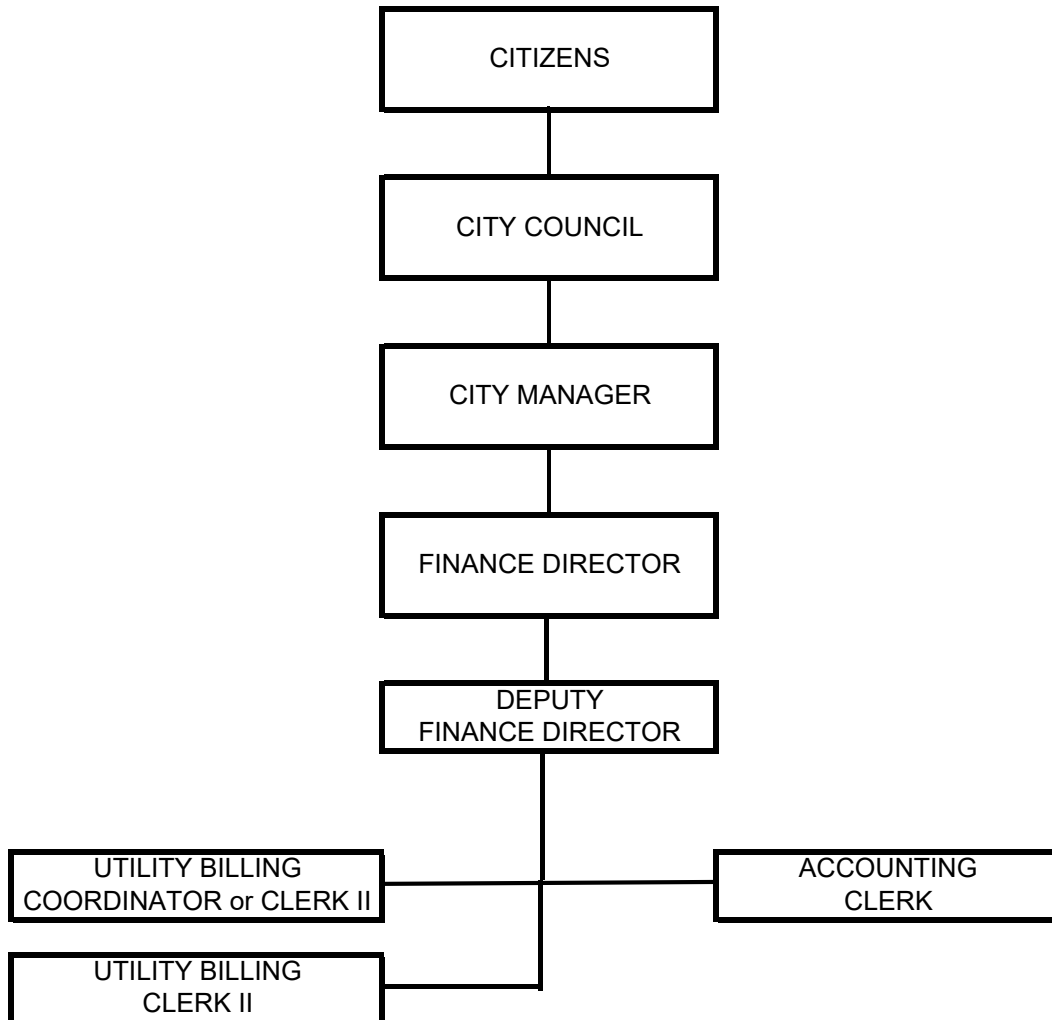 CITIZENS
CITY COUNCIL
CITY MANAGER
FINANCE DIRECTOR
DEPUTY
FINANCE DIRECTOR
UTILITY BILLING
COORDINATOR or CLERK II
ACCOUNTING
CLERK
UTILITY BILLING
CLERK II